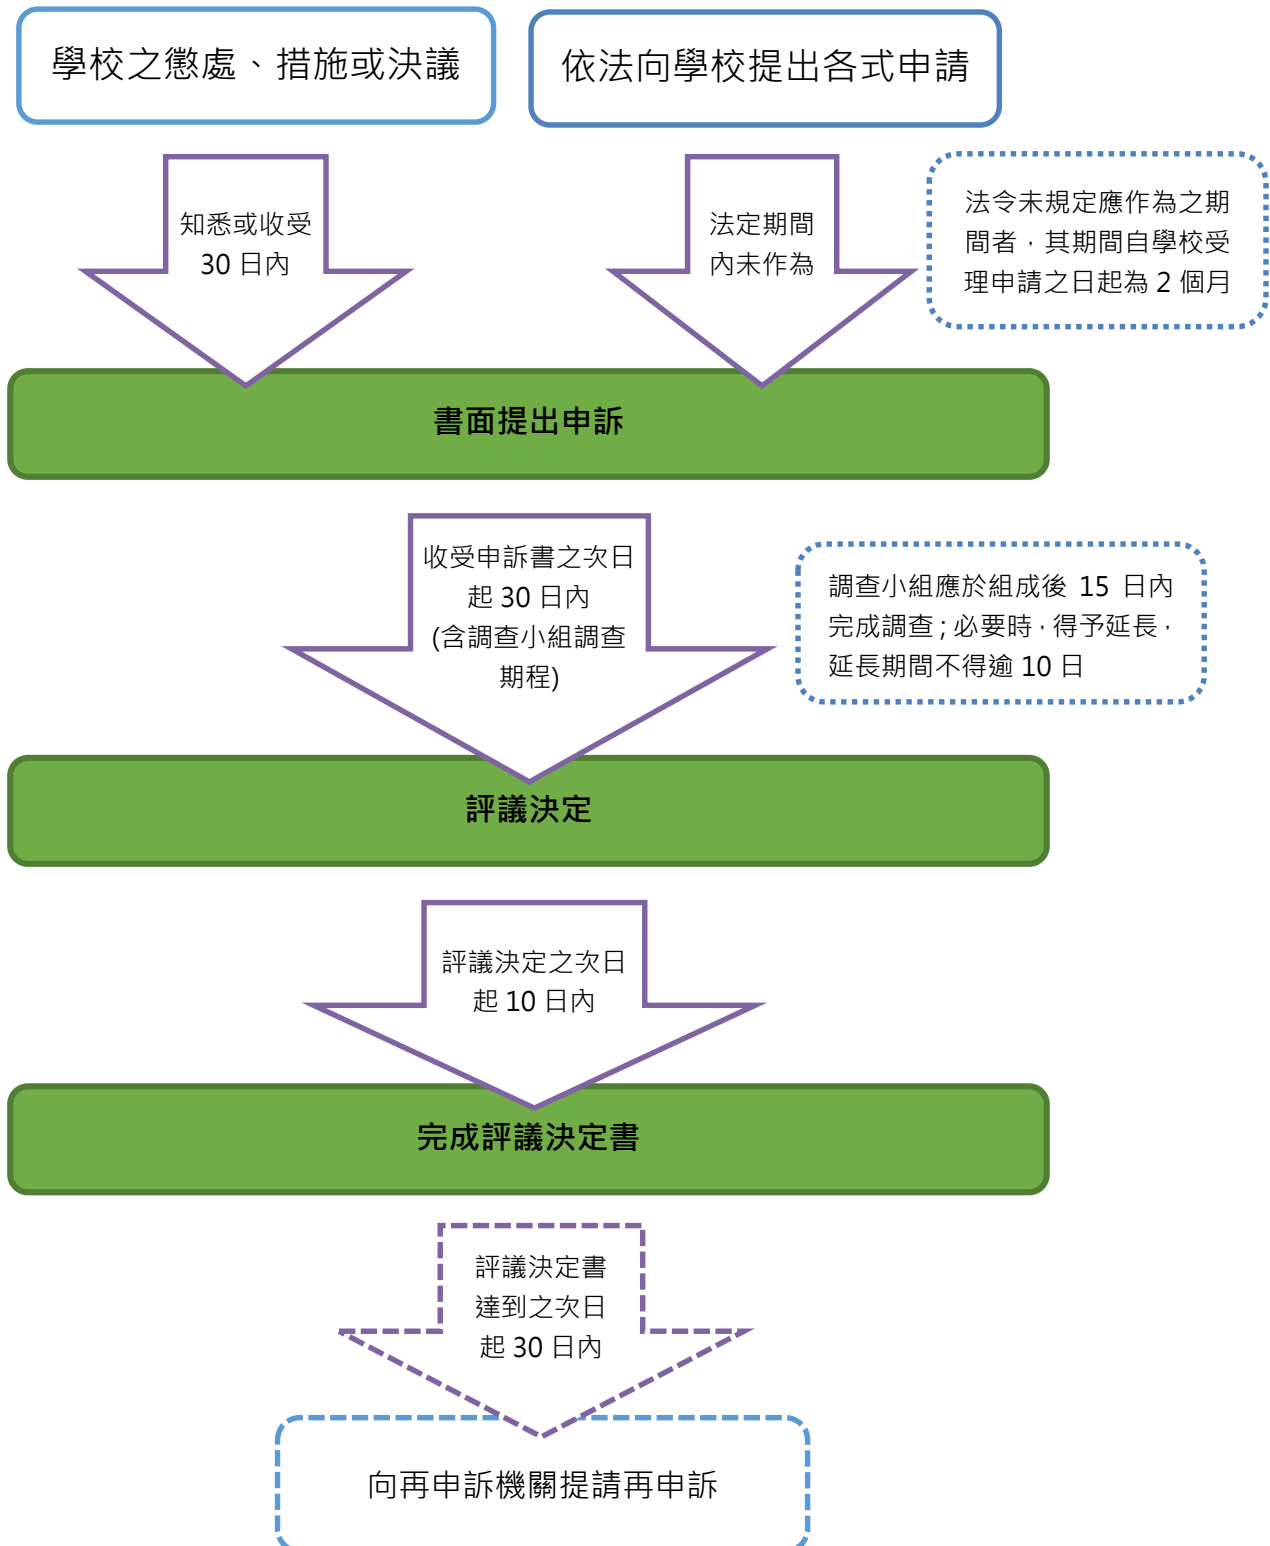 學校之懲處、措施或決議
依法向學校提出各式申請
知悉或收受
30 日內
法定期間
內未作為
法令未規定應作為之期
間者，其期間自學校受
理申請之日起為 2 個月
書面提出申訴
收受申訴書之次日
起 30 日內
(含調查小組調查
期程)
調查小組應於組成後 15 日內
完成調查；必要時，得予延長，
延長期間不得逾 10 日
評議決定
評議決定之次日
起 10 日內
完成評議決定書
評議決定書
達到之次日
起 30 日內
向再申訴機關提請再申訴